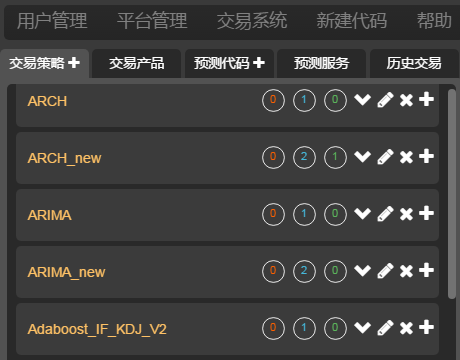 用户管理 平台管理 交易系统 新建代码 帮助
交易策略 交易产品 预测代码 预测服务 历史交易
ARCH 0 1 0
ARCH_new 0 2 1
ARIMA 0 1 0
ARIMA_new 0 2 0
Adaboost_IF_KDJ_V2 0 1 0